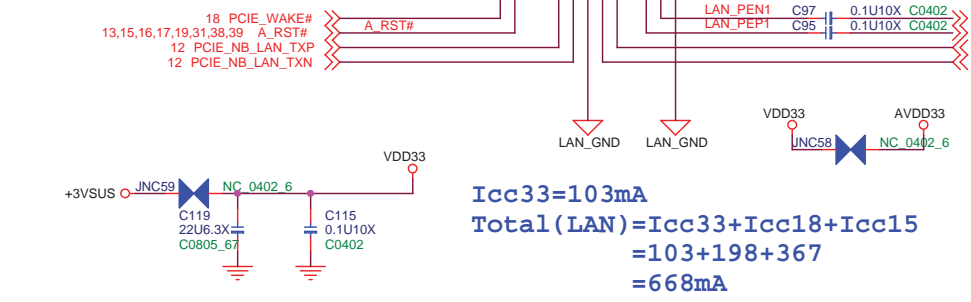 LAN_PEN1 C97 0.1U10X C0402
18 PCIE_WAKE#
LAN_PEP1 C95 0.1U10X C0402
13,15,16,17,19,31,38,39 A_RST# A_RST#
12 PCIE_NB_LAN_TXP
12 PCIE_NB_LAN_TXN
VDD33 AVDD33
LAN_GND LAN_GND JNC58 NC_0402_6
VDD33
+3VSUS JNC59 NC_0402_6
Icc33=103mA
C119 C115
22U6.3X 0.1U10X
C0805_67 C0402
Total(LAN)=Icc33+Icc18+Icc15
=103+198+367
=668mA